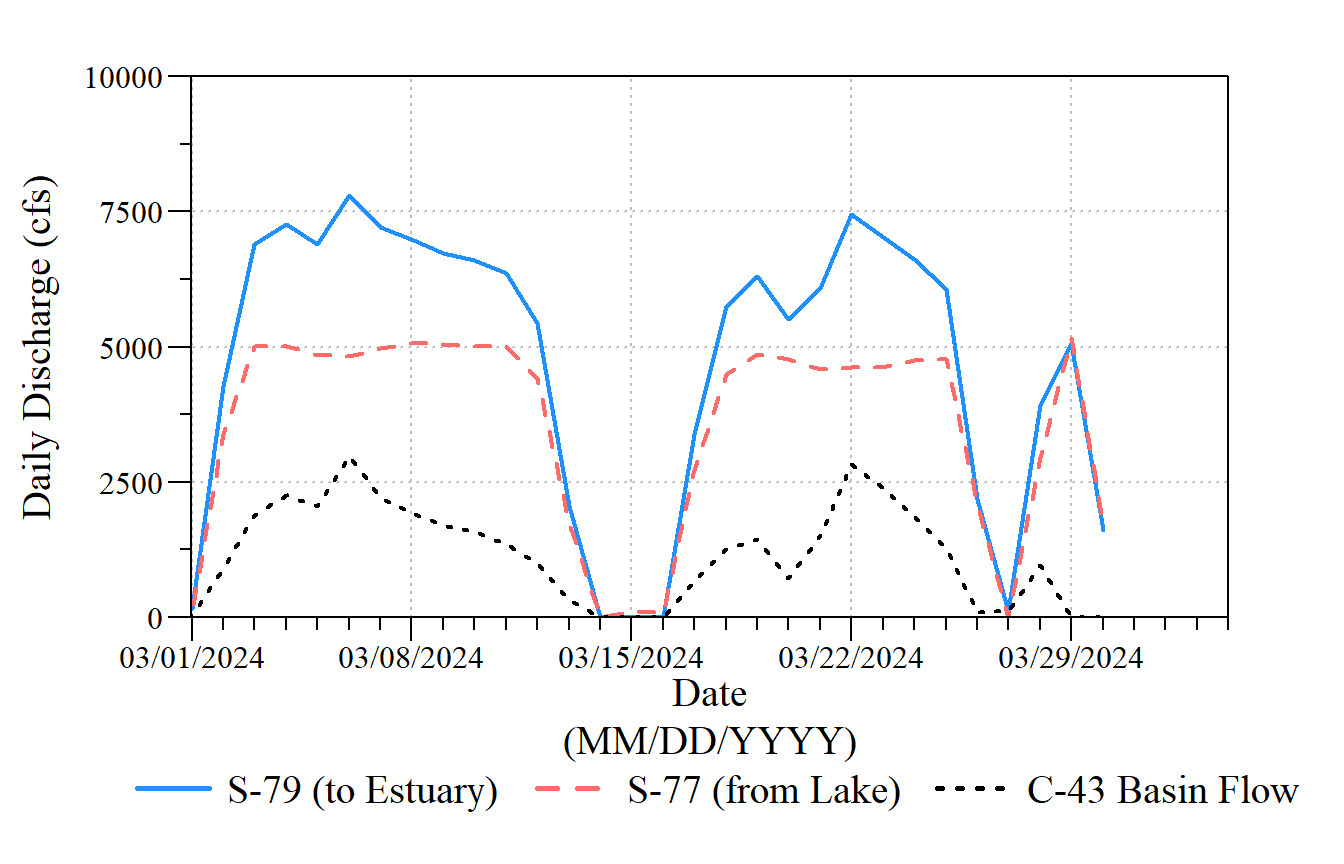 10000
7500
5000
2500
0
Daily Discharge (cfs)
03/01/2024 03/08/2024 03/15/2024 03/22/2024 03/29/2024
Date
(MM/DD/YYYY)
S-79 (to Estuary) S-77 (from Lake) C-43 Basin Flow